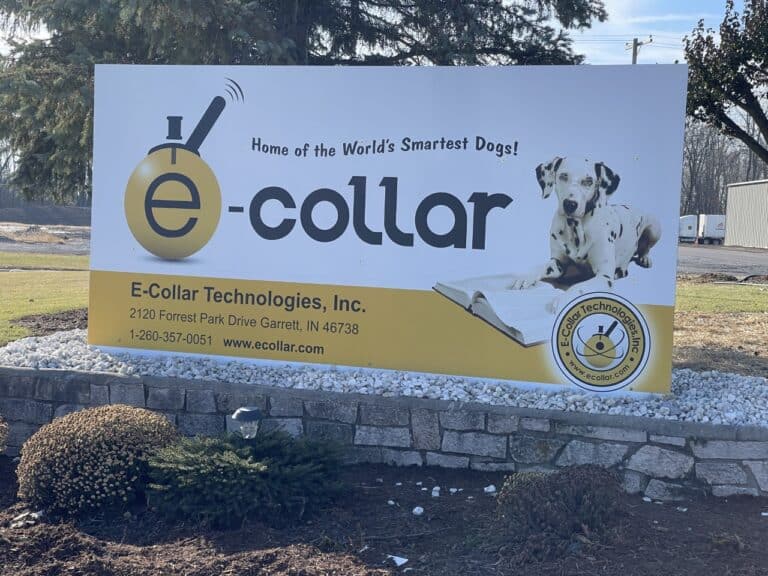 Home of the World's Smartest Dogs!
e-collar
E-Collar Technologies, Inc.
2120 Forrest Park Drive Garrett, IN 46738
1-260-357-0051 www.ecollar.com
E-Collar Technologies,Inc
www.ecollar.com